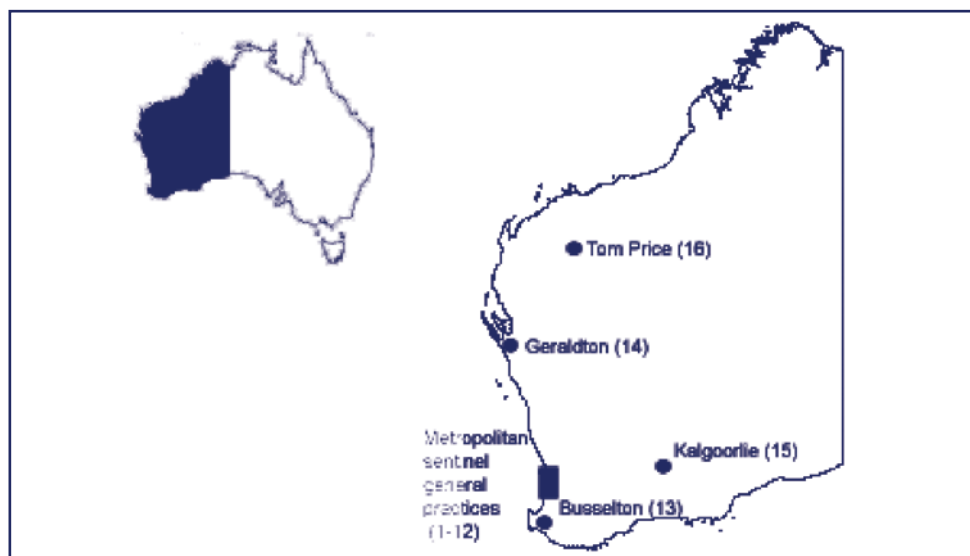 Tom Price (16)
Geraldton (14)
Metropolitan
sentinel
general
practices
(1-12)
Kalgoorlie (15)
Busselton (13)